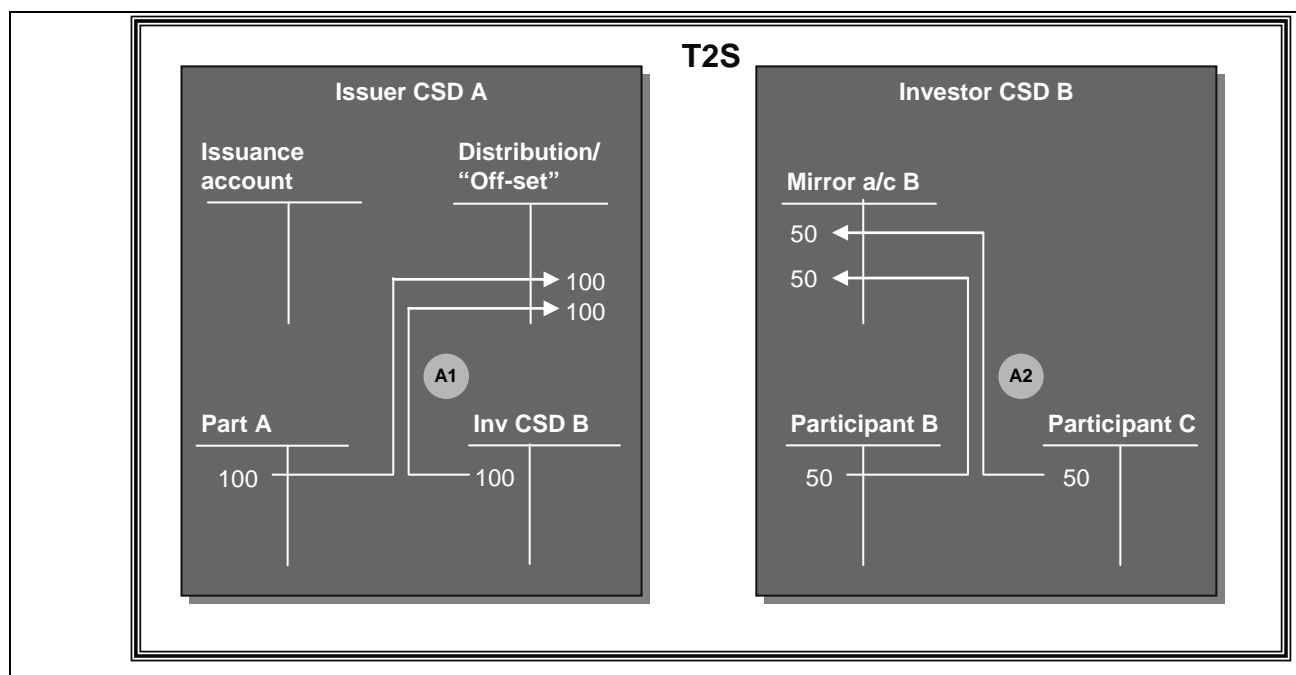 T2S
Issuer CSD A
Issuance
account
Distribution/
“Off-set”
100
100
A1
Part A
Inv CSD B
100
100
Investor CSD B
Mirror a/c B
50
50
A2
Participant B
Participant C
50
50